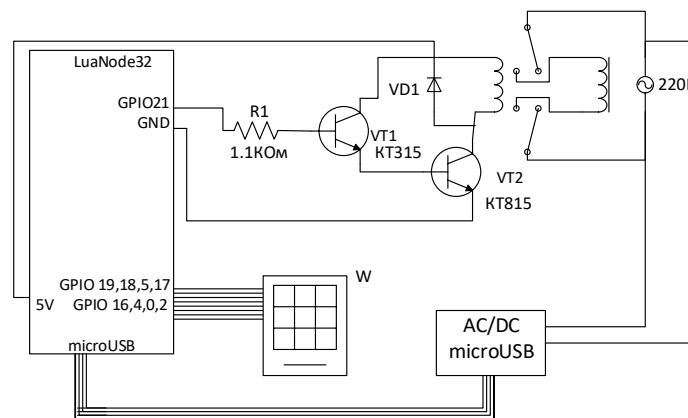 LuaNode32
GPIO21
GND
R1
1.1КОм
VT1
КТ315
VD1
VT2
КТ815
GPIO 19,18,5,17
GPIO 16,4,0,2
5V
microUSB
W
AC/DC
microUSB